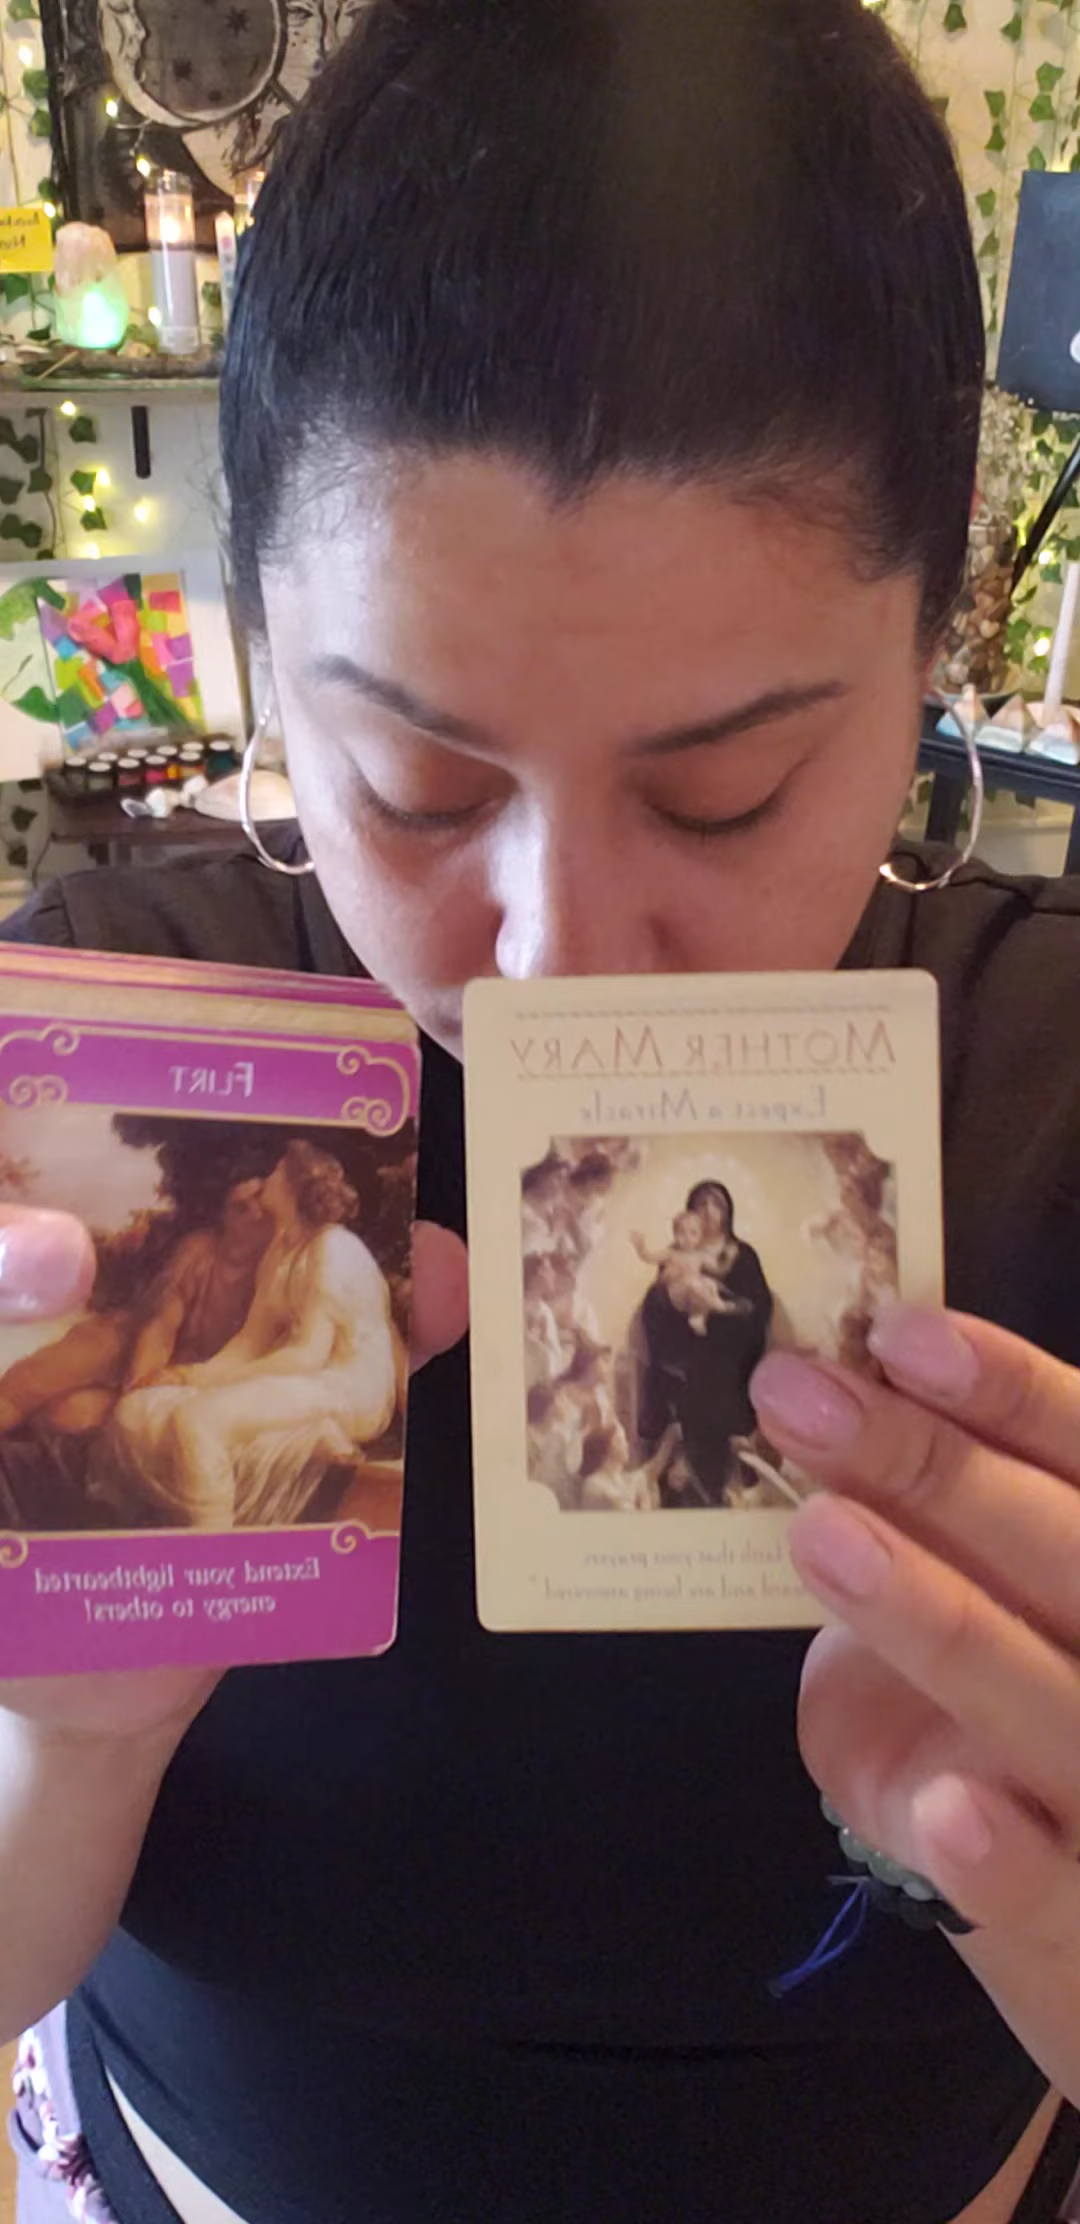 FLIRT
Extend your lighthearted
energy to others!
MOTHER MARY
Expect a Miracle
faith that your prayers
heard and are being answered"